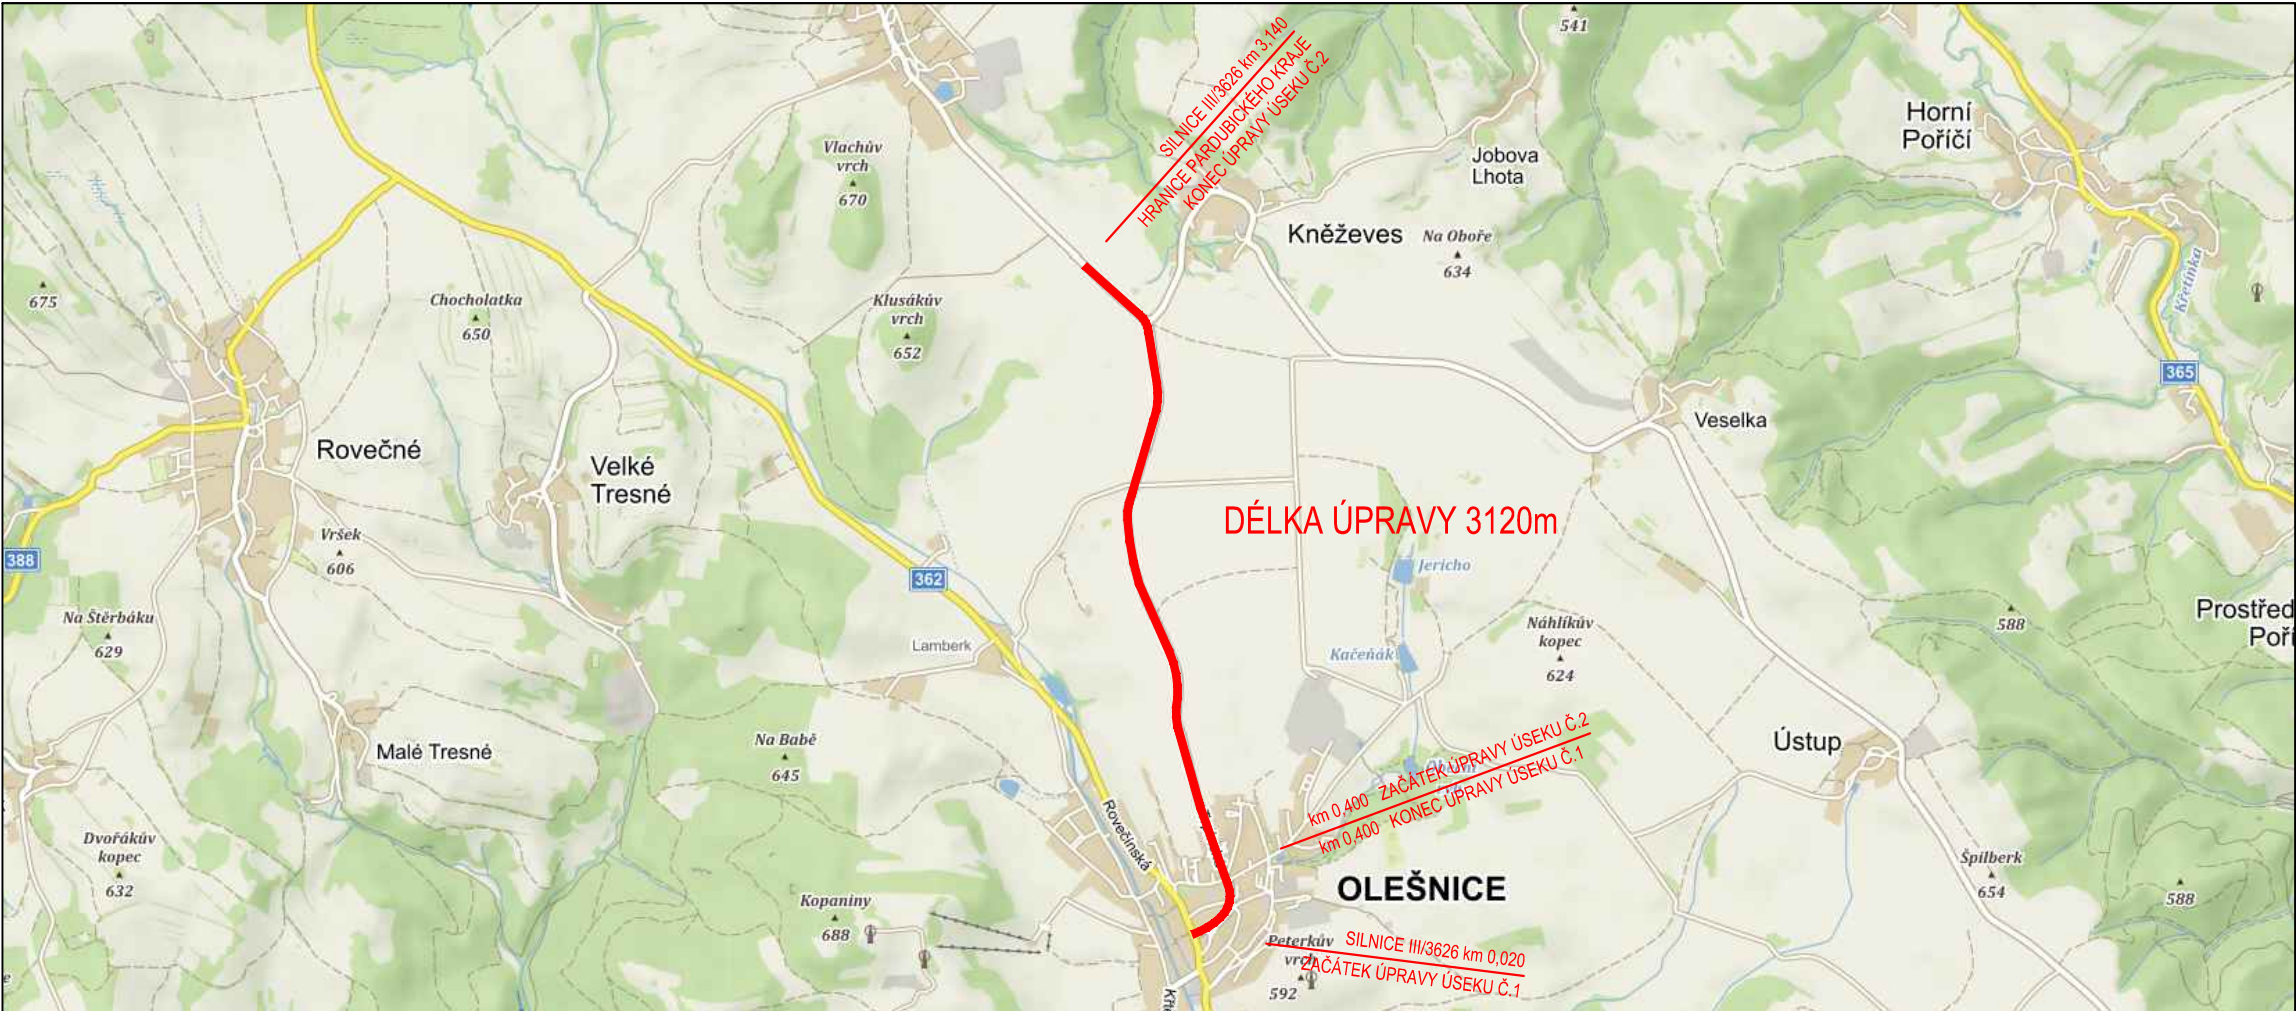 541
SILNICE III/3626 km 3,140
HRANICE PARDUBICKÉHO KRAJE
KONEC ÚPRAVY ÚSEKU Č.2
Horní
Poříčí
Vlachův
vrch
670
Jobova
Lhota
Kněževes
Na Oboře
634
Křetínka
675
Chocholatka
650
Klusákův
vrch
652
365
Veselka
Rovečné
Velké
Tresné
DÉLKA ÚPRAVY 3120m
Vršek
606
388
362
Jericho
Na Štěrbáku
629
Lamberk
Kačeňák
Náhlíkův
kopec
624
588
Prostřed
Poří
Malé Tresné
Na Babě
645
km 0,400 ZAČÁTEK ÚPRAVY ÚSEKU Č.2
km 0,400 KONEC ÚPRAVY ÚSEKU Č.1
Ústup
Rovečínská
Dvořákův
kopec
632
Kopaniny
688
OLEŠNICE
Špilberk
654
588
Peterkův
vrch
592
SILNICE III/3626 km 0,020
ZAČÁTEK ÚPRAVY ÚSEKU Č.1